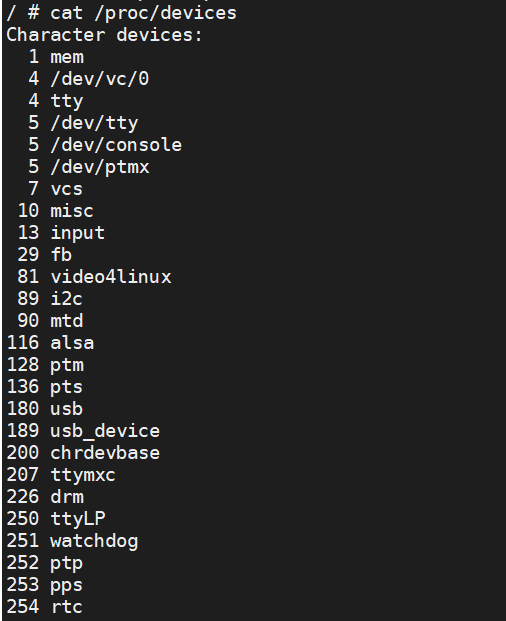 / # cat /proc/devices
Character devices:
  1 mem
  4 /dev/vc/0
  4 tty
  5 /dev/tty
  5 /dev/console
  5 /dev/ptmx
  7 vcs
 10 misc
 13 input
 29 fb
 81 video4linux
 89 i2c
 90 mtd
116 alsa
128 ptm
136 pts
180 usb
189 usb_device
200 chrdevbase
207 ttymxc
226 drm
250 ttyLP
251 watchdog
252 ptp
253 pps
254 rtc